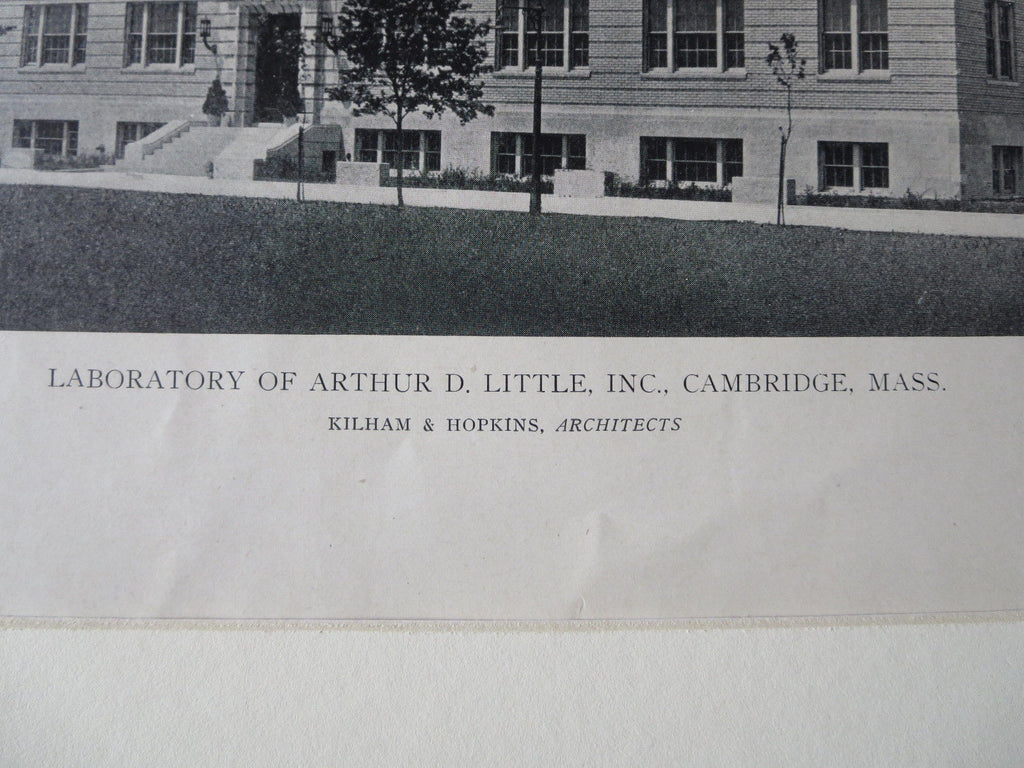 LABORATORY OF ARTHUR D. LITTLE, INC., CAMBRIDGE, MASS.
KILHAM & HOPKINS, ARCHITECTS